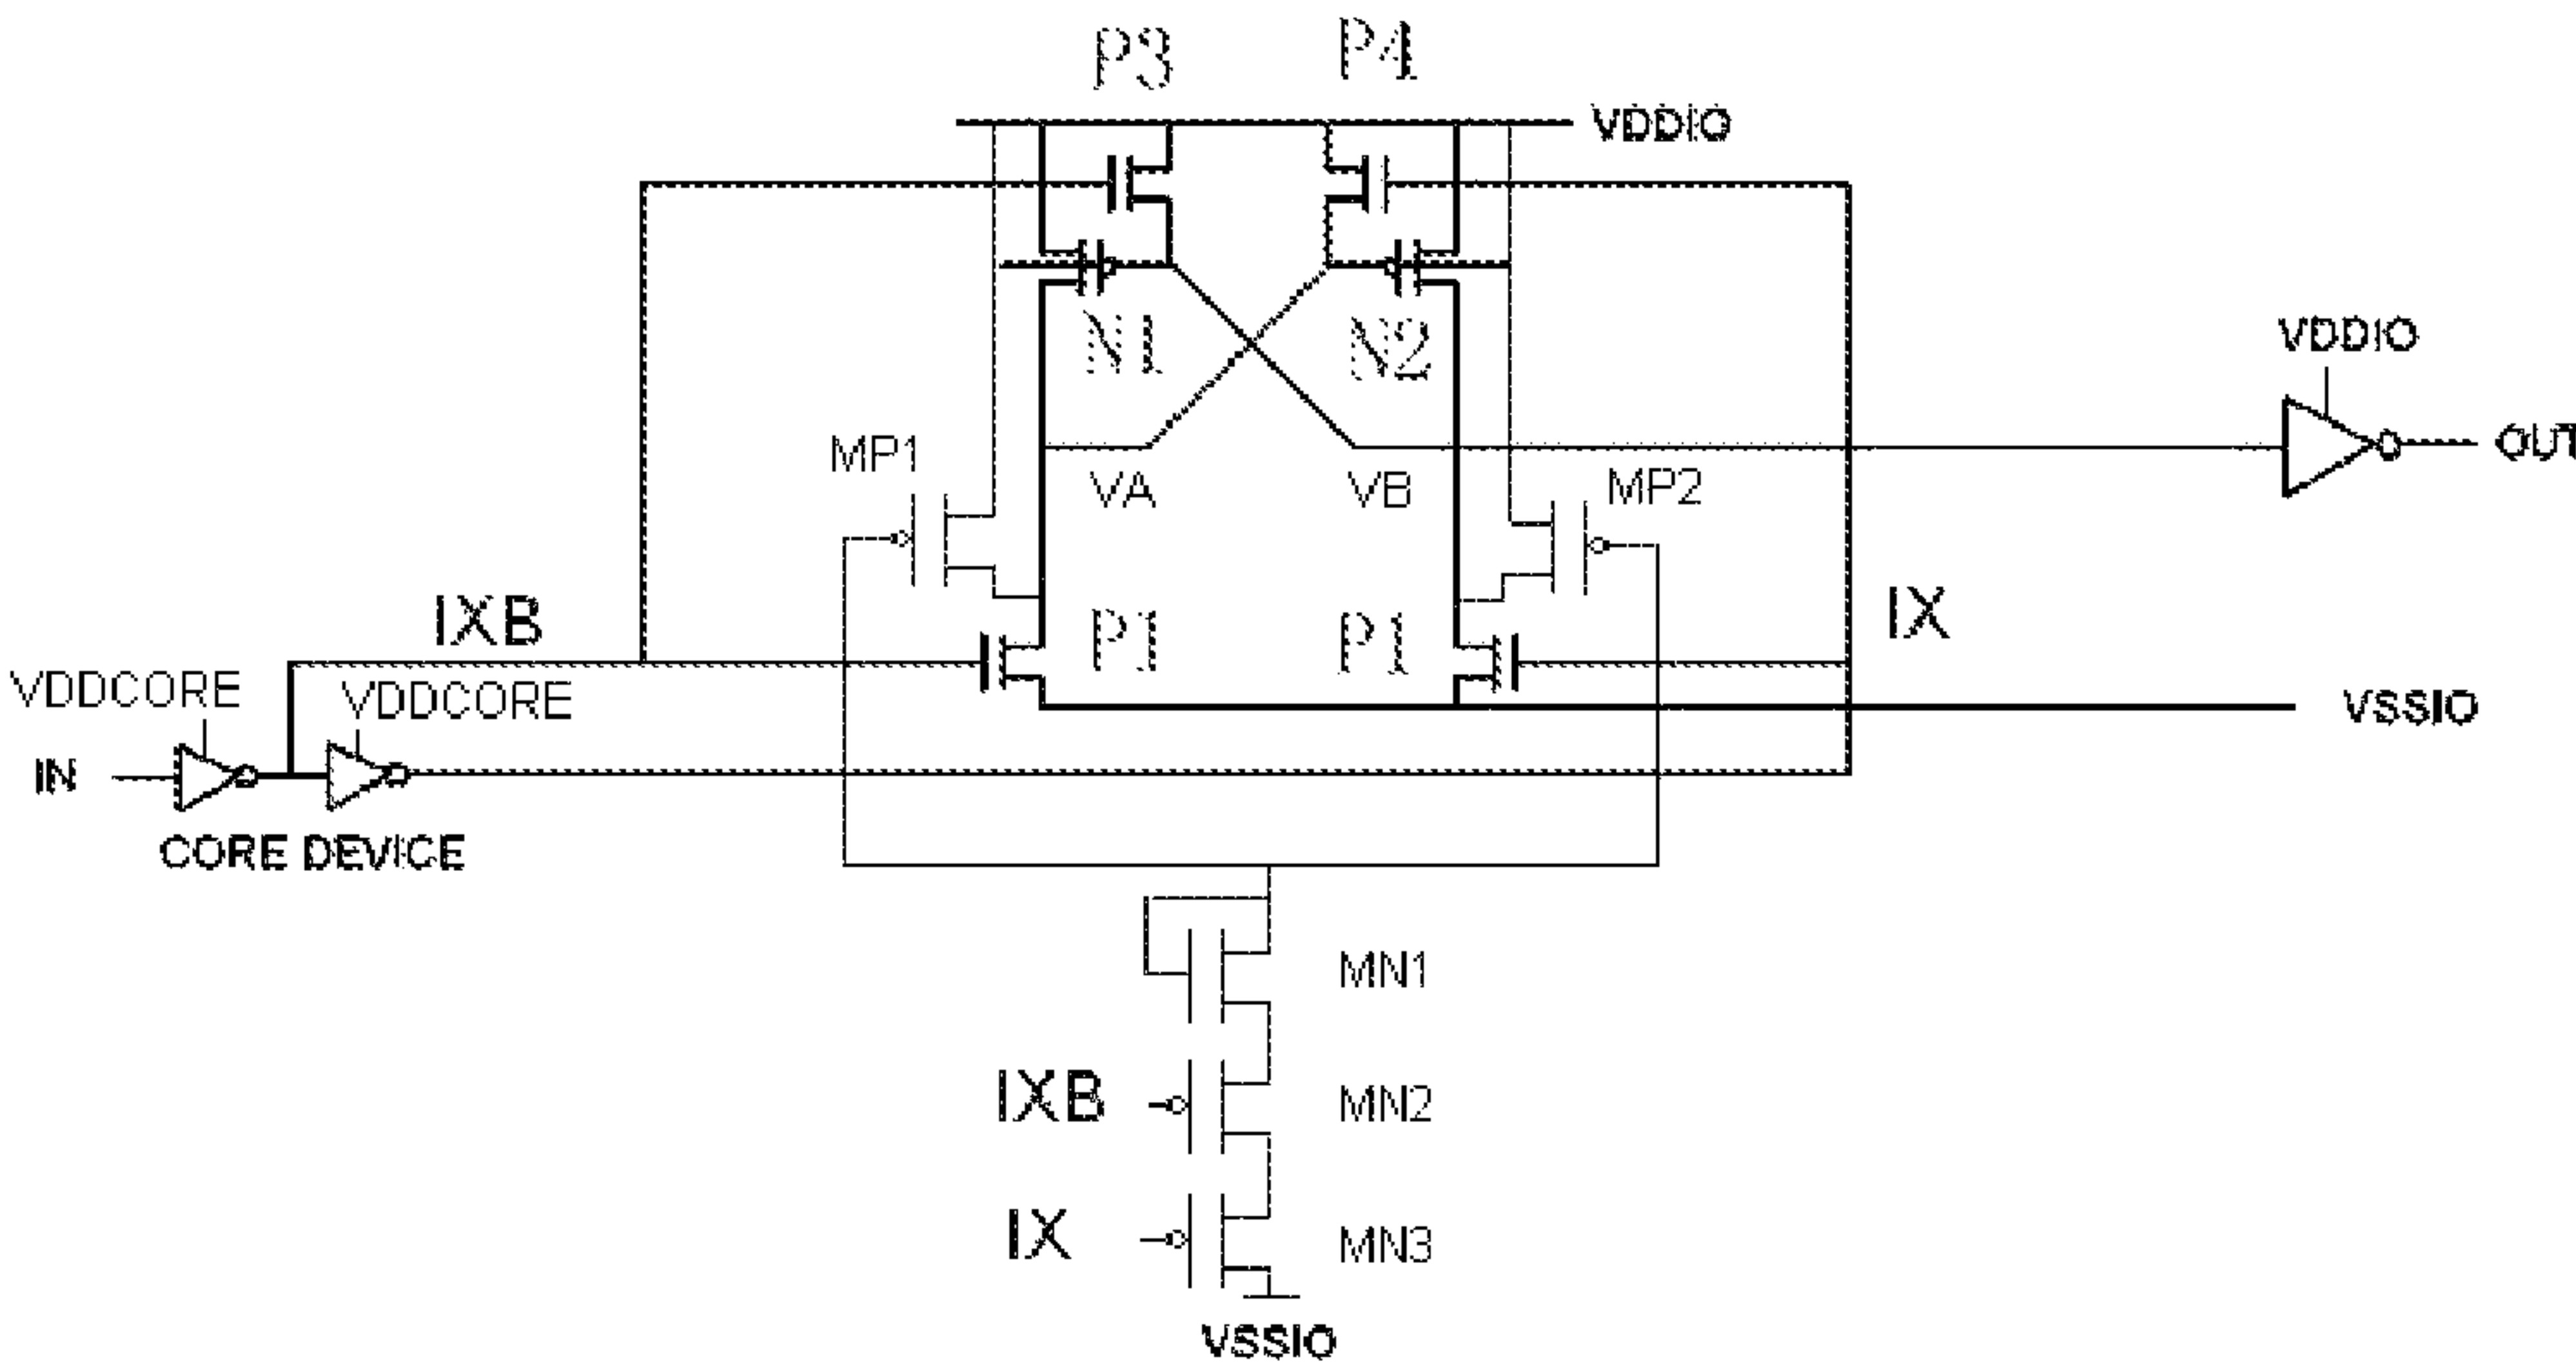 P3
P4
VDDIO
N1
N2
VDDIO
MP1
VA
VB
MP2
OUT
IXB
P1
P1
IX
VDDCORE
VDDCORE
VSSIO
IN
CORE DEVICE
MN1
IXB
MN2
IX
MN3
VSSIO